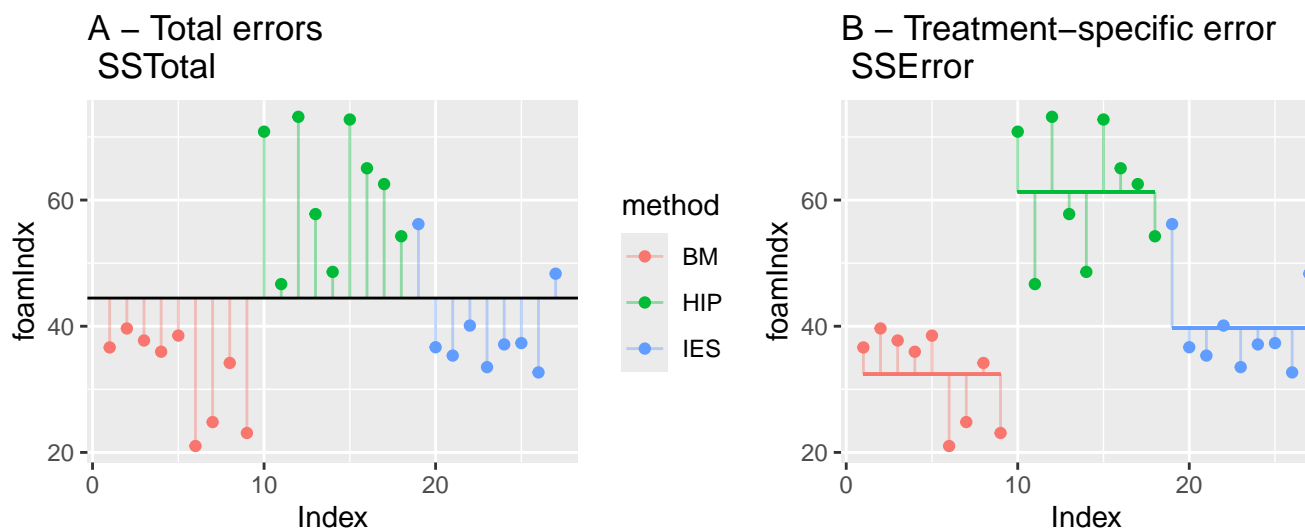 A – Total errors
SSTotal
foamIndx
60
40
20
0
10
20
Index
method
BM
HIP
IES
B – Treatment–specific error
SSError
foamIndx
60
40
20
0
10
20
Index